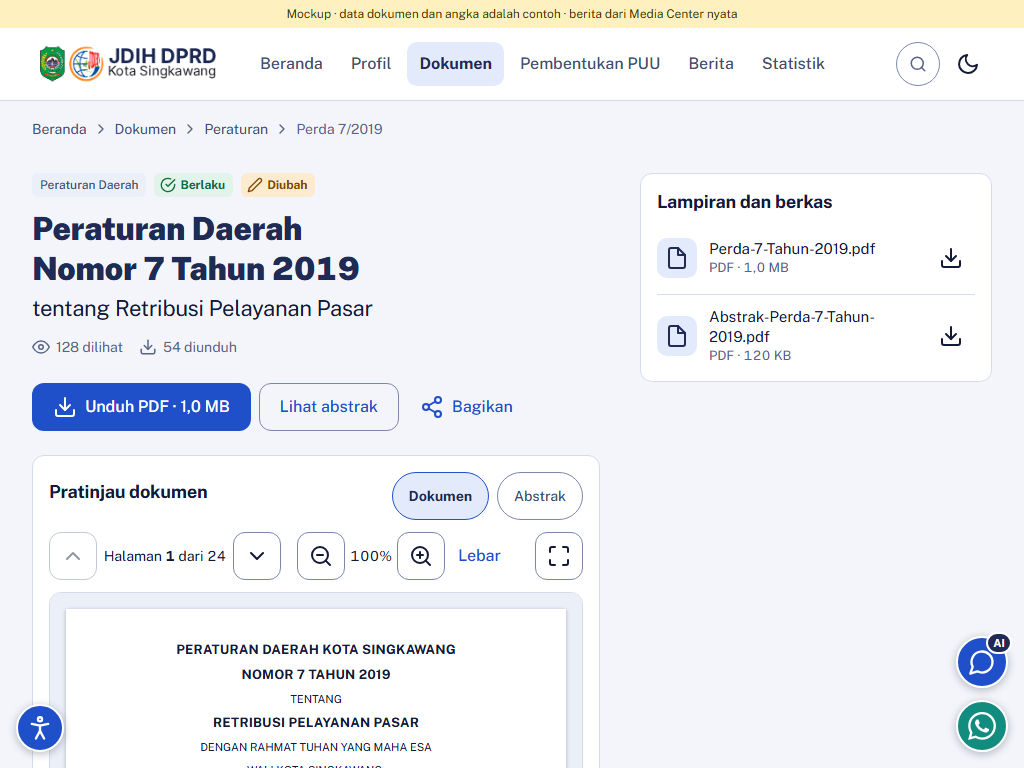 Mockup · data dokumen dan angka adalah contoh · berita dari Media Center nyata
JDIH DPRD
Kota Singkawang
Beranda Profil Dokumen Pembentukan PUU Berita Statistik
Beranda > Dokumen > Peraturan > Perda 7/2019
Peraturan Daerah Berlaku Diubah
Peraturan Daerah
Nomor 7 Tahun 2019
tentang Retribusi Pelayanan Pasar
128 dilihat 54 diunduh
Unduh PDF · 1,0 MB Lihat abstrak Bagikan
Lampiran dan berkas
Perda-7-Tahun-2019.pdf
PDF · 1,0 MB
Abstrak-Perda-7-Tahun-
2019.pdf
PDF · 120 KB
Pratinjau dokumen Dokumen Abstrak
Halaman 1 dari 24 100% Lebar
PERATURAN DAERAH KOTA SINGKAWANG
NOMOR 7 TAHUN 2019
TENTANG
RETRIBUSI PELAYANAN PASAR
DENGAN RAHMAT TUHAN YANG MAHA ESA
WALI KOTA SINGKAWANG
AI